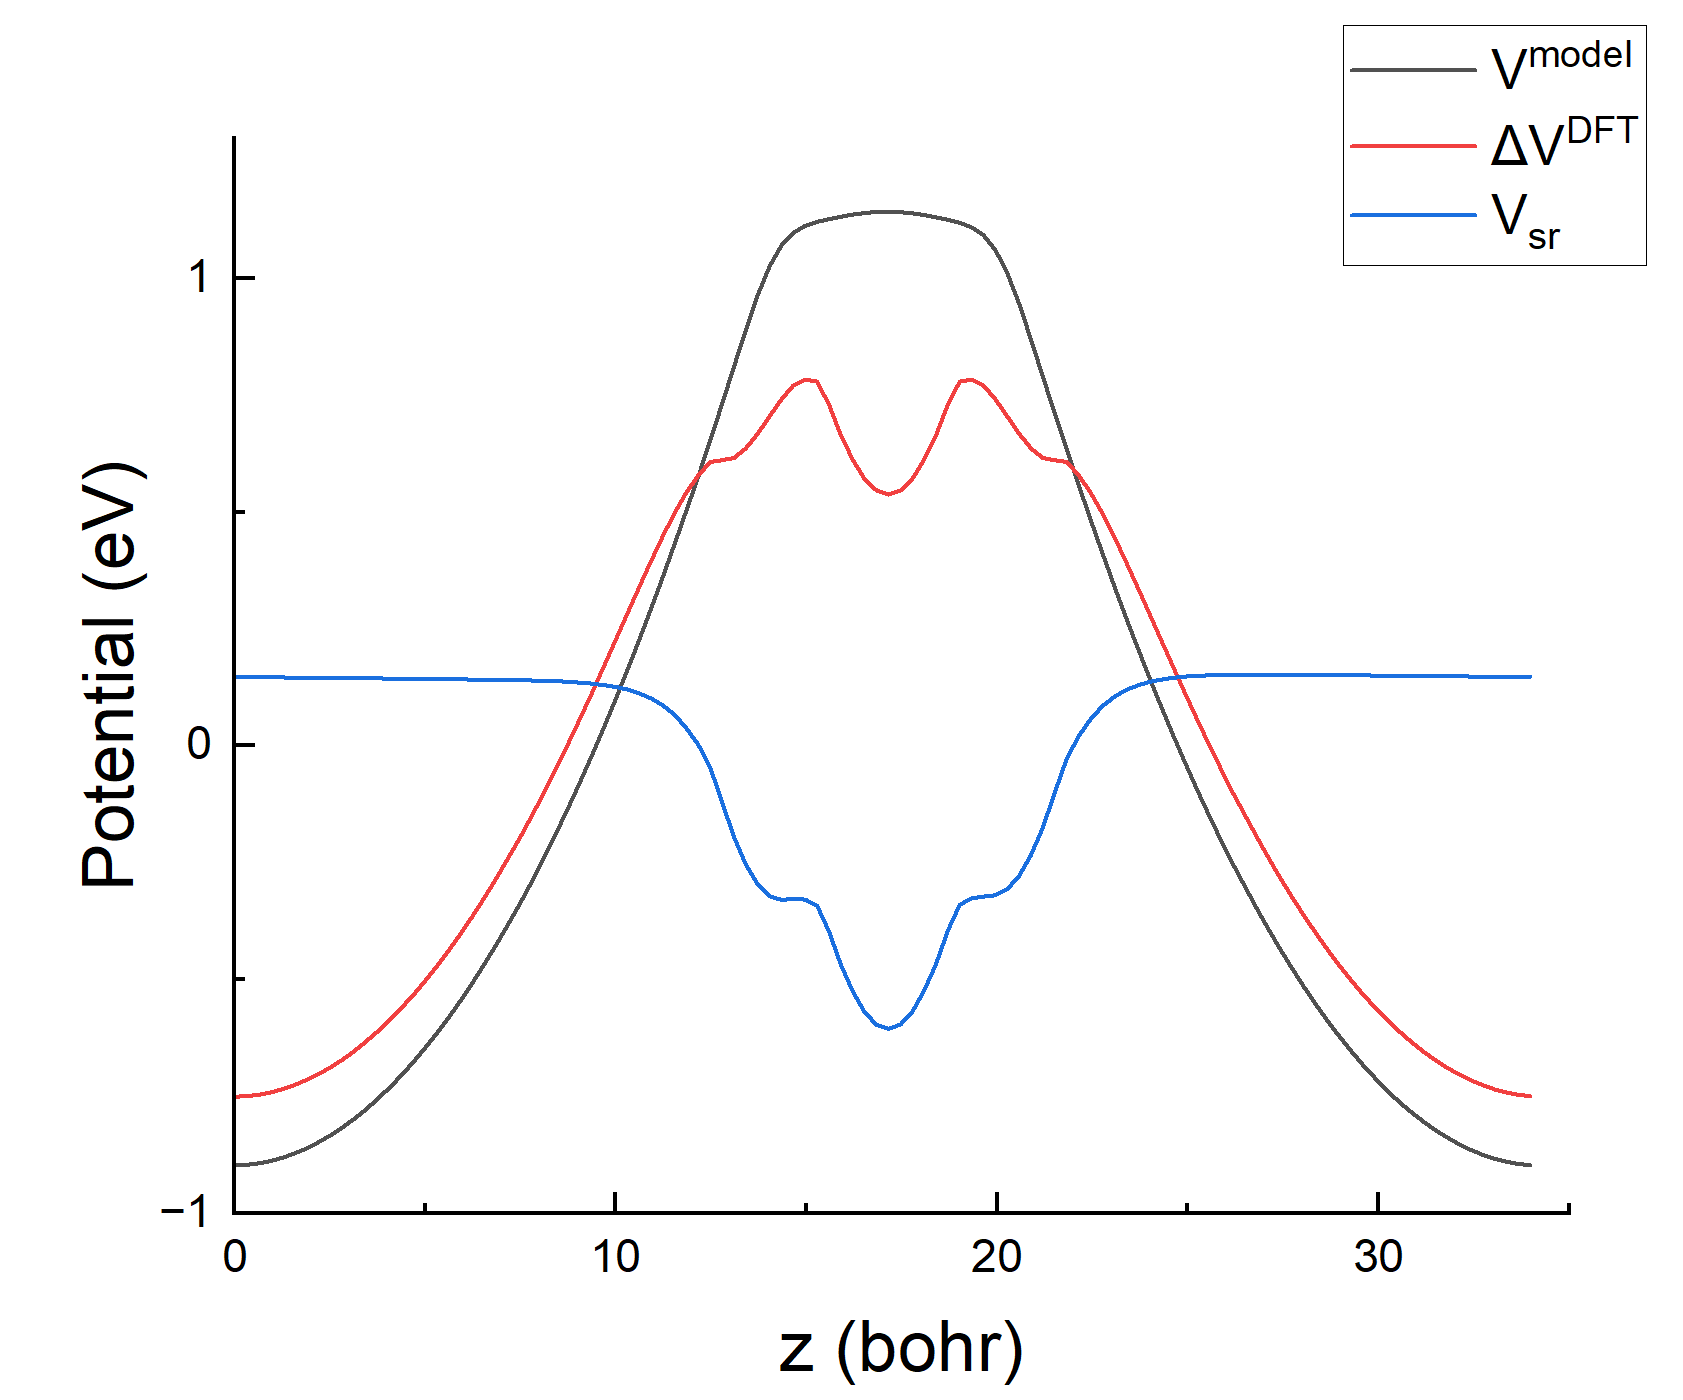 V^model
ΔV^DFT
V_sr
1
0
−1
Potential (eV)
0 10 20 30
z (bohr)